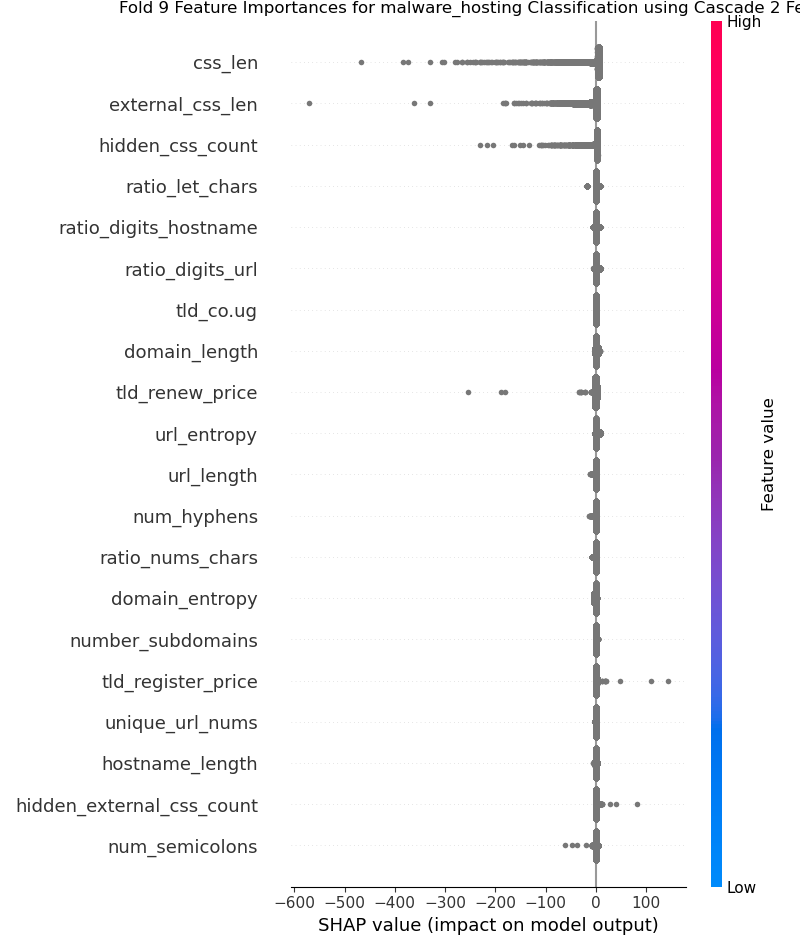 Fold 9 Feature Importances for malware_hosting Classification using Cascade 2 Fe
High
css_len
external_css_len
hidden_css_count
ratio_let_chars
ratio_digits_hostname
ratio_digits_url
tld_co.ug
domain_length
tld_renew_price
url_entropy
url_length
num_hyphens
ratio_nums_chars
domain_entropy
number_subdomains
tld_register_price
unique_url_nums
hostname_length
hidden_external_css_count
num_semicolons
Feature value
Low
−600 −500 −400 −300 −200 −100 0 100
SHAP value (impact on model output)